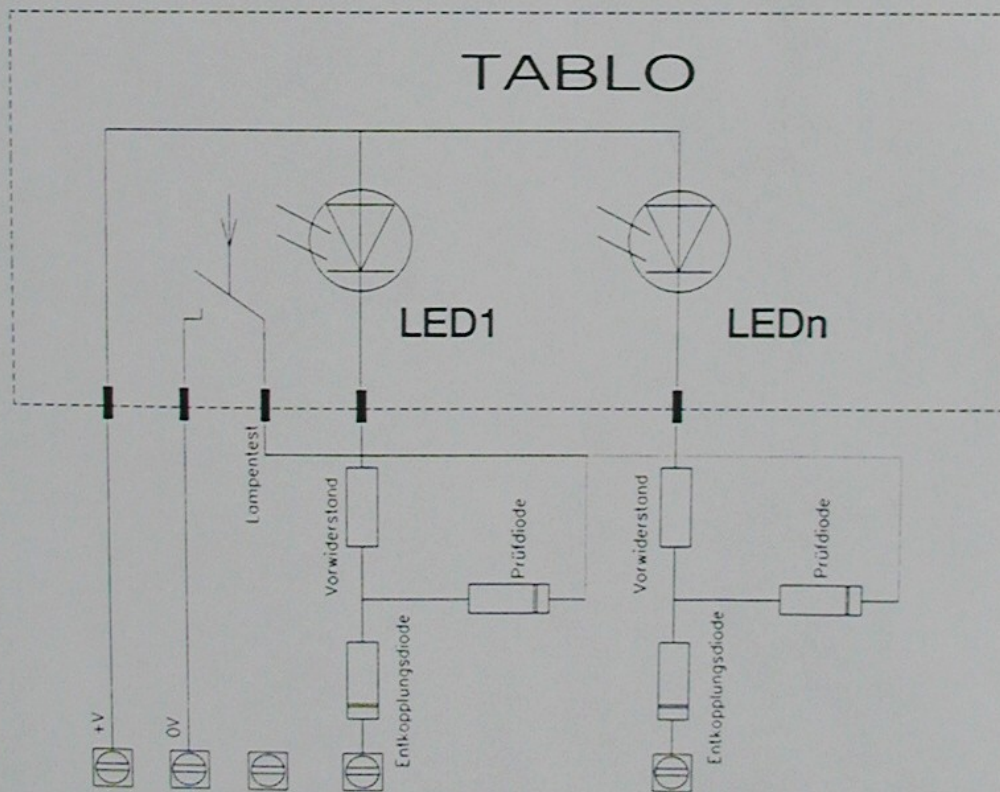 TABLO
LED1
LEDn
Lampentest
Vorwiderstand
Prüfdiode
Vorwiderstand
Prüfdiode
Entkopplungsdiode
Entkopplungsdiode
+V
0V